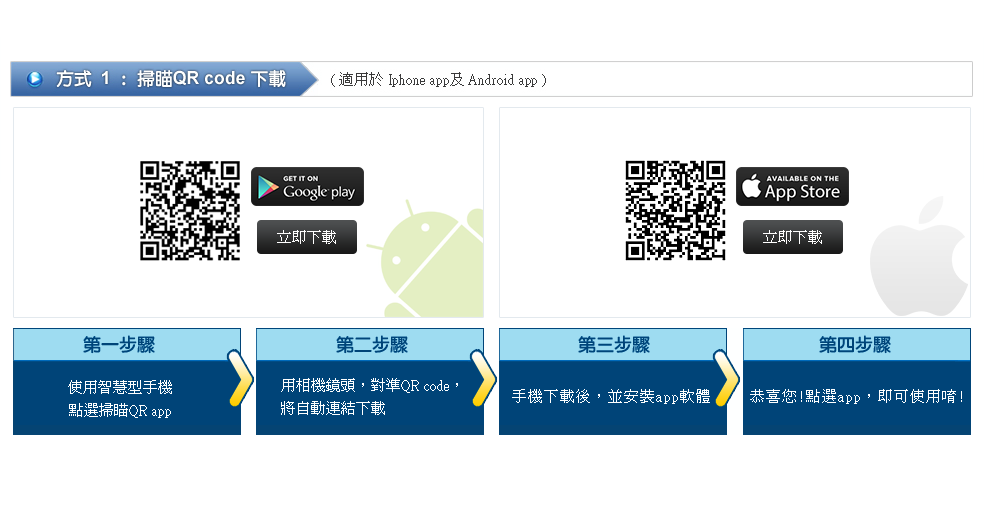 方式 1 : 掃瞄QR code 下載
( 適用於 Iphone app及 Android app )
GET IT ON
Google play
立即下載
AVAILABLE ON THE
App Store
立即下載
第一步驟
使用智慧型手機
點選掃瞄QR app
第二步驟
用相機鏡頭，對準QR code，
將自動連結下載
第三步驟
手機下載後，並安裝app軟體
第四步驟
恭喜您!點選app，即可使用唷!